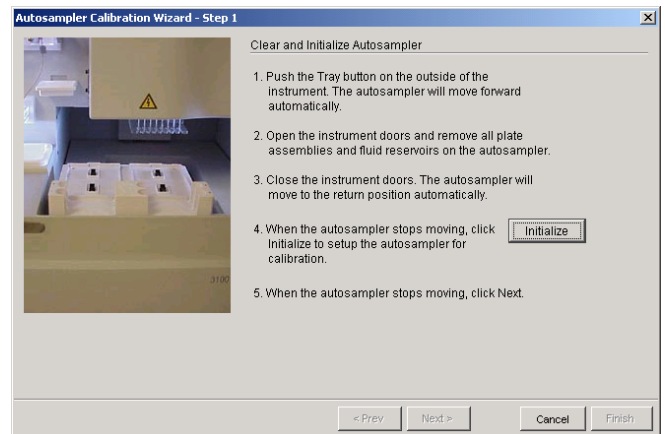 Autosampler Calibration Wizard - Step 1
Clear and Initialize Autosampler
1. Push the Tray button on the outside of the
instrument. The autosampler will move forward
automatically.
2. Open the instrument doors and remove all plate
assemblies and fluid reservoirs on the autosampler.
3. Close the instrument doors. The autosampler will
move to the return position automatically.
4. When the autosampler stops moving, click
Initialize to setup the autosampler for
calibration.
Initialize
3100
5. When the autosampler stops moving, click Next.
< Prev
Next >
Cancel
Finish